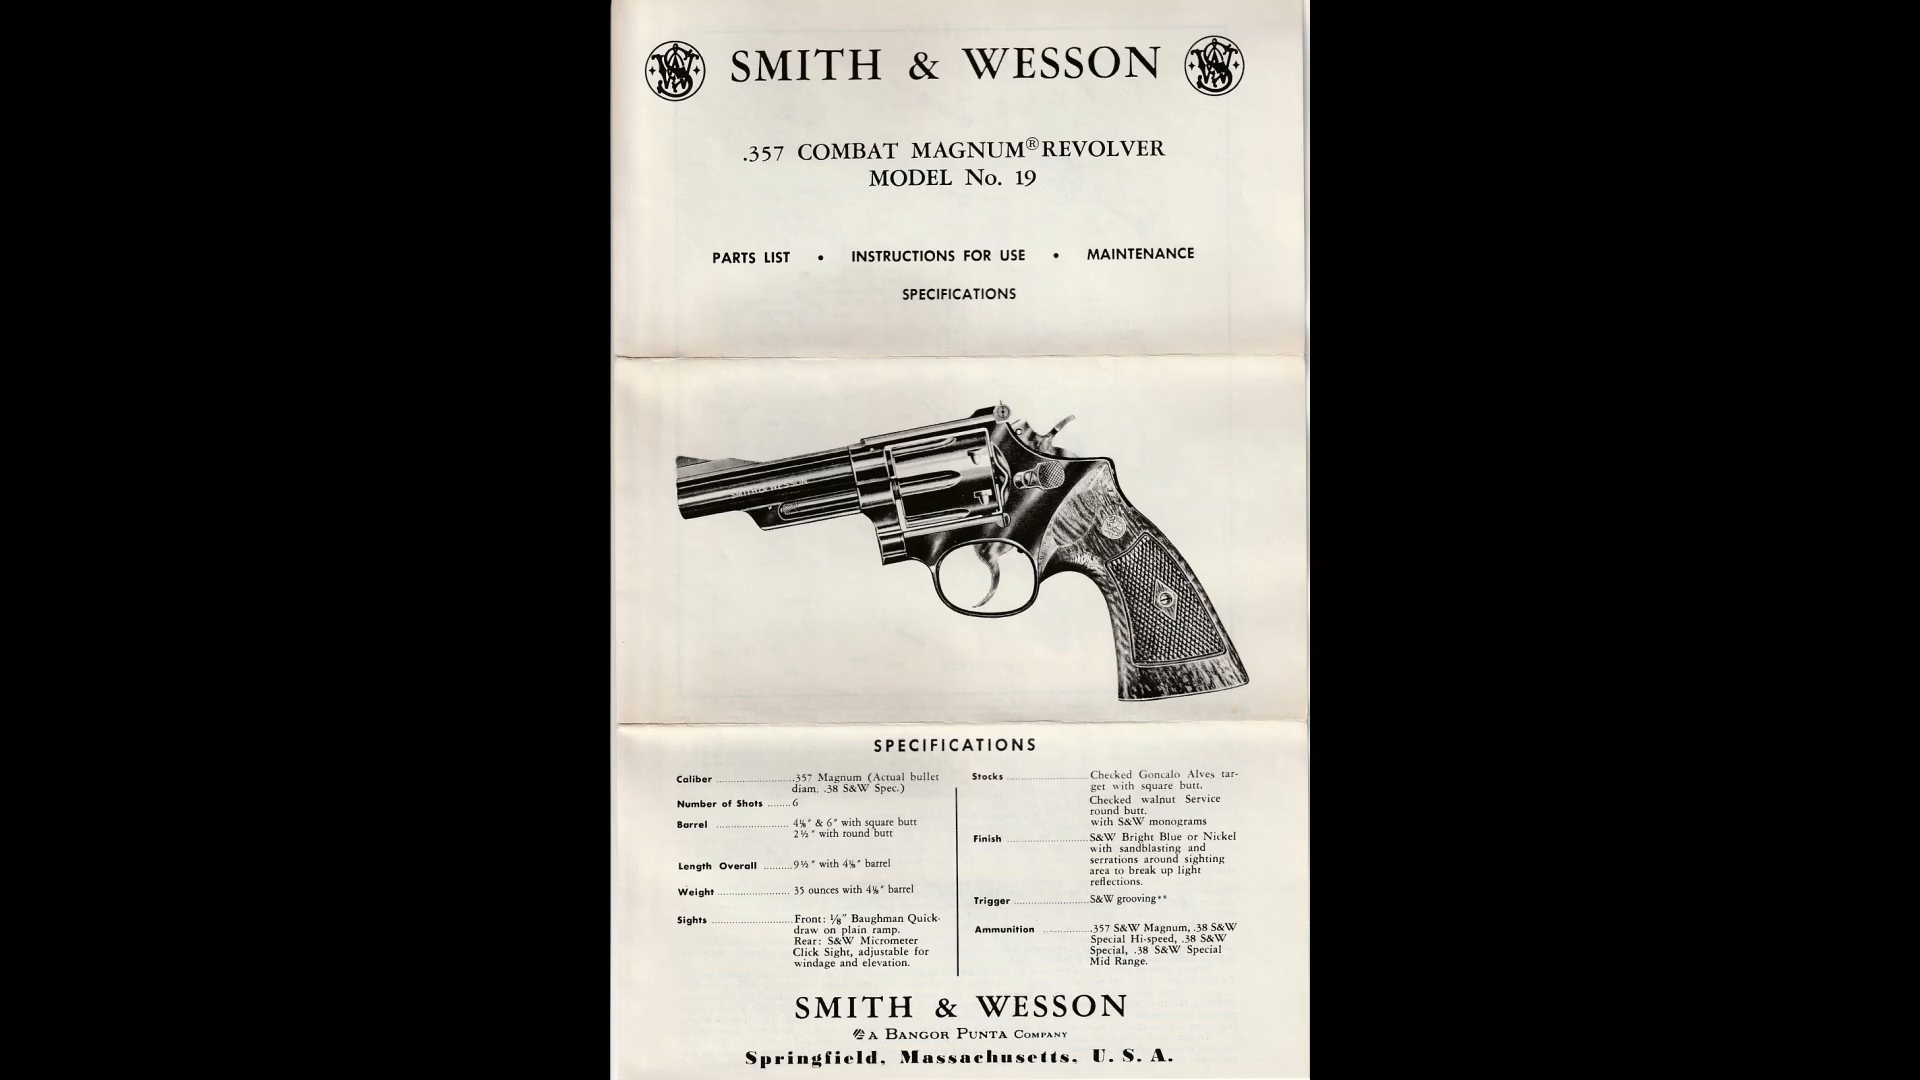 SMITH & WESSON
.357 COMBAT MAGNUM® REVOLVER
MODEL No. 19
PARTS LIST • INSTRUCTIONS FOR USE • MAINTENANCE
SPECIFICATIONS
SMITH & WESSON
SPECIFICATIONS
Caliber .357 Magnum (Actual bullet
diam. .38 S&W Spec.)
Number of Shots 6
Barrel 4⅛" & 6" with square butt
2½" with round butt
Length Overall 9½" with 4⅛" barrel
Weight 35 ounces with 4⅛" barrel
Sights Front: ⅛" Baughman Quick-
draw on plain ramp.
Rear: S&W Micrometer
Click Sight, adjustable for
windage and elevation.
Stocks Checked Goncalo Alves tar-
get with square butt.
Checked walnut Service
round butt.
with S&W monograms
Finish S&W Bright Blue or Nickel
with sandblasting and
serrations around sighting
area to break up light
reflections.
Trigger S&W grooving**
Ammunition .357 S&W Magnum, .38 S&W
Special Hi-speed, .38 S&W
Special, .38 S&W Special
Mid Range.
SMITH & WESSON
A BANGOR PUNTA COMPANY
Springfield, Massachusetts, U. S. A.